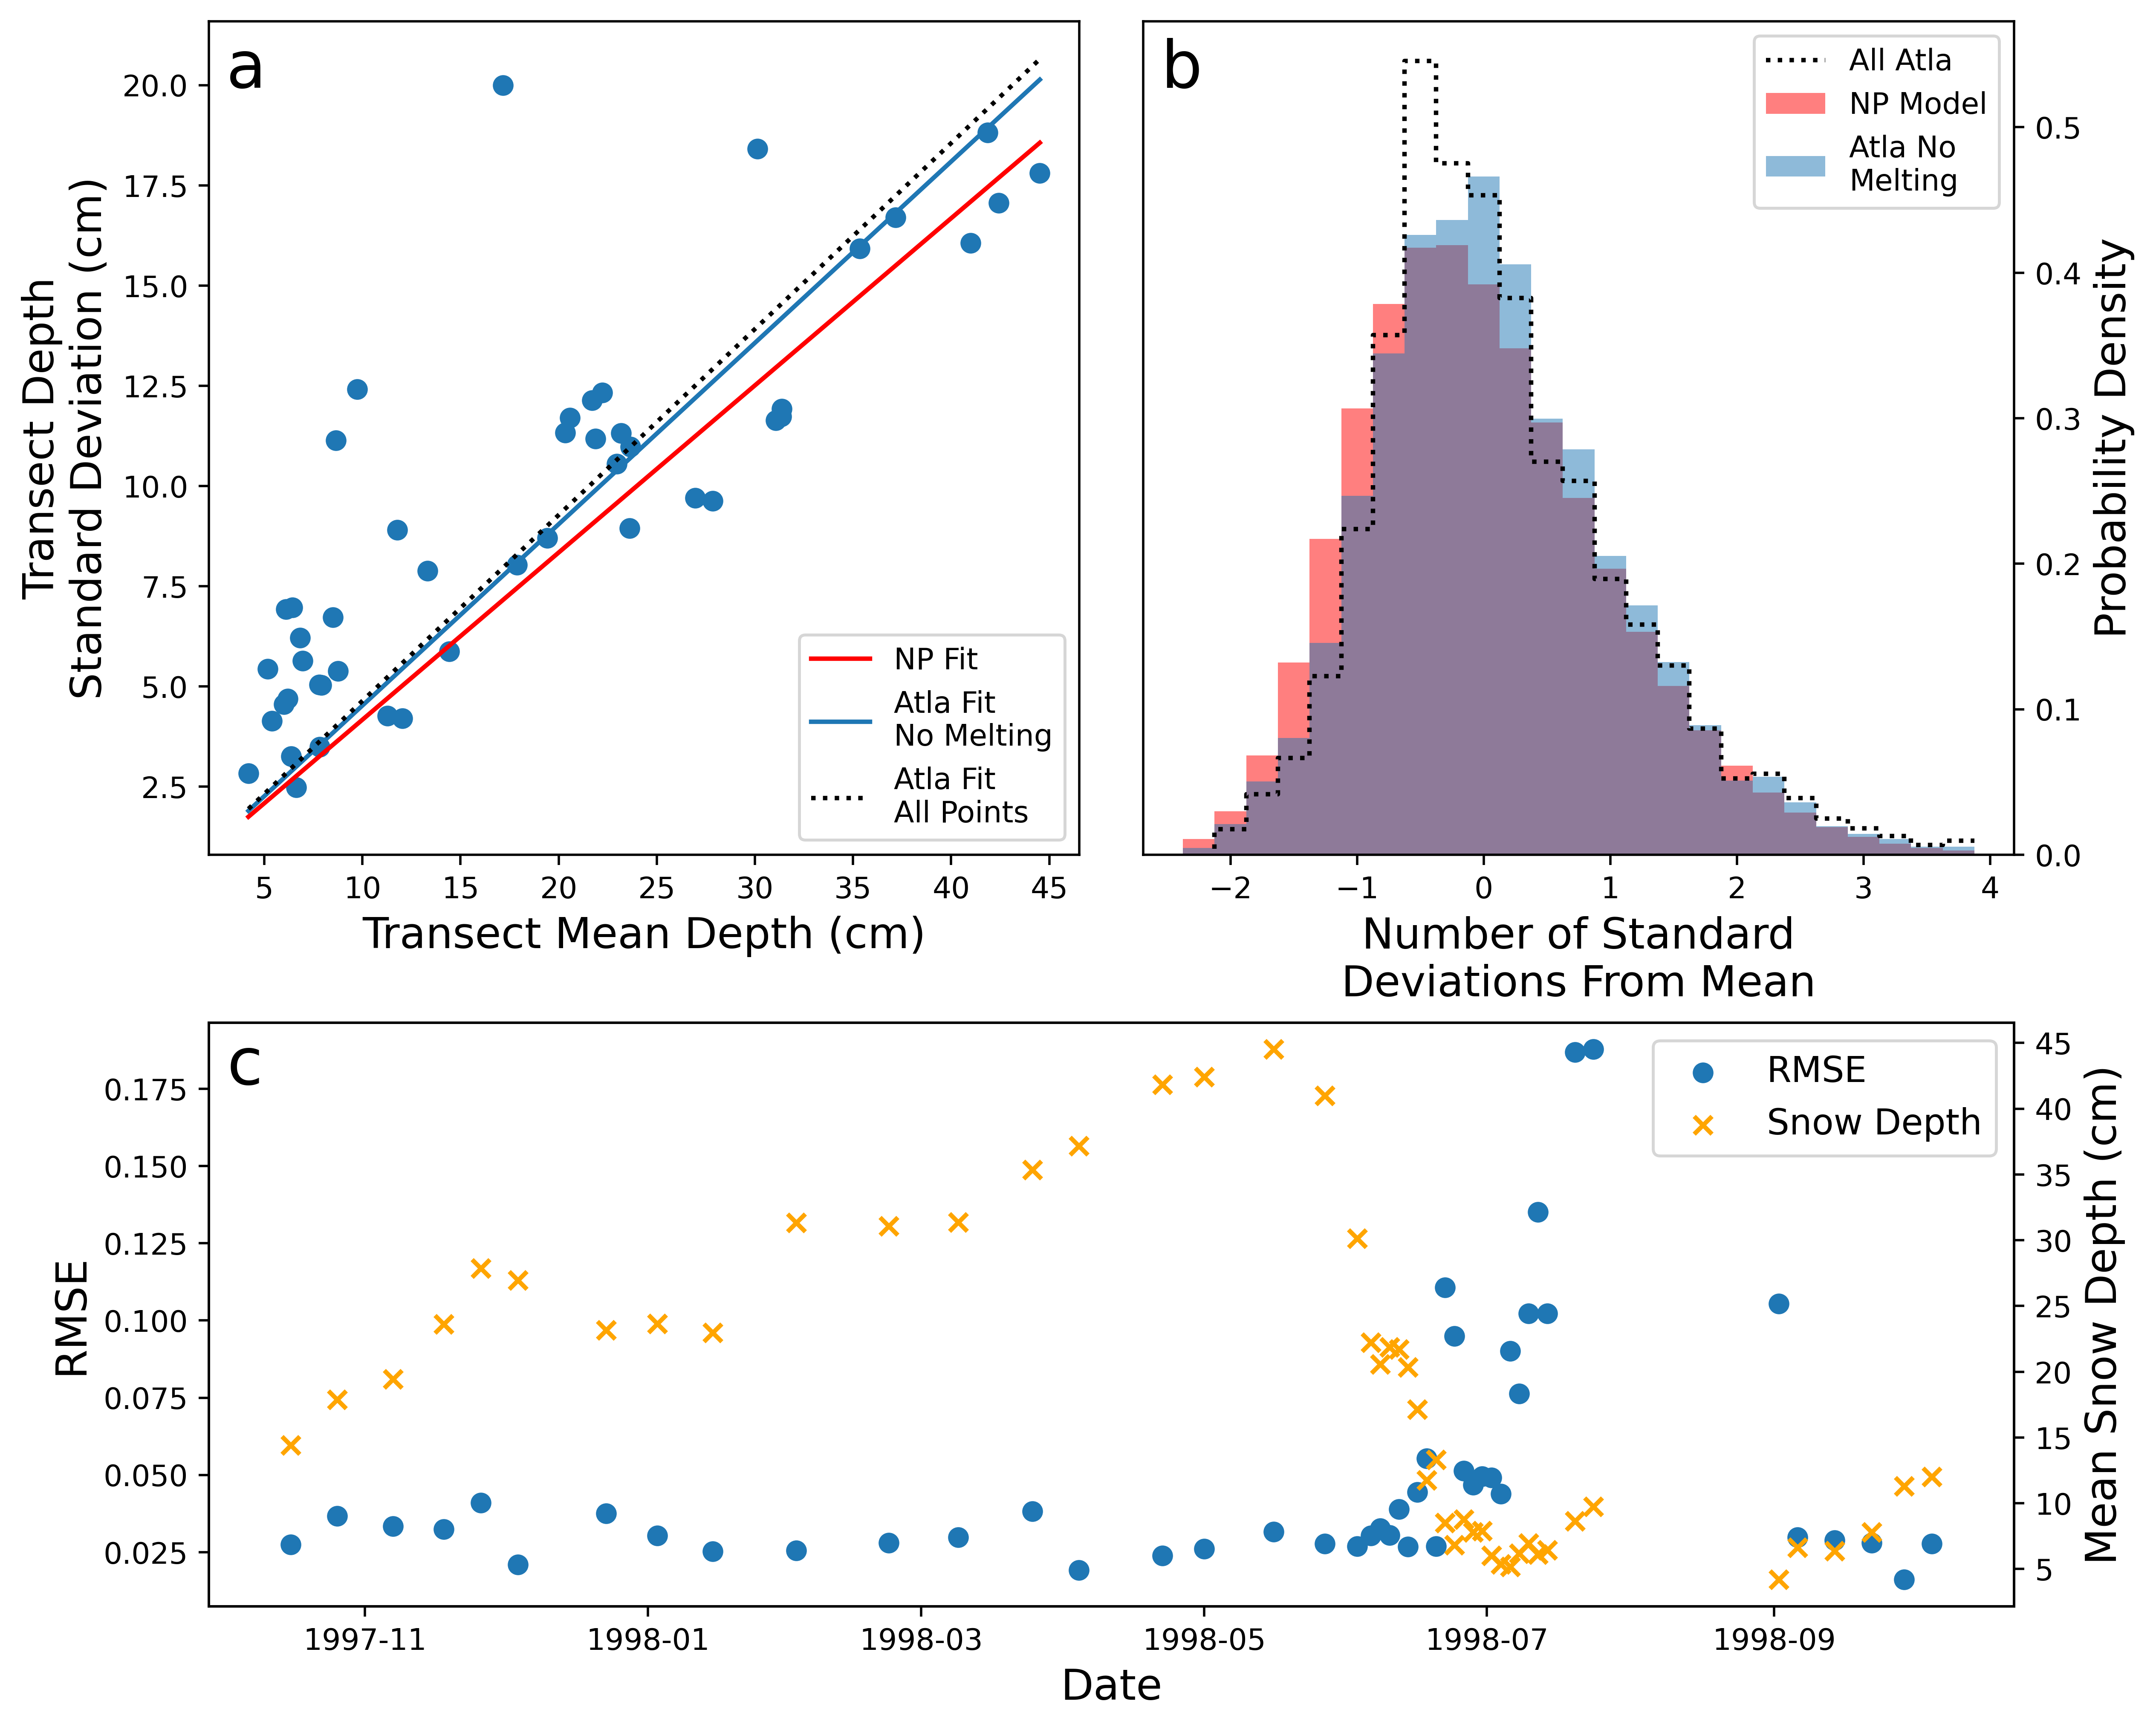 a
20.0
17.5
15.0
12.5
10.0
7.5
5.0
2.5
Transect Depth
Standard Deviation (cm)
5 10 15 20 25 30 35 40 45
Transect Mean Depth (cm)
NP Fit
Atla Fit
No Melting
Atla Fit
All Points
b
All Atla
NP Model
Atla No
Melting
0.5
0.4
0.3
0.2
0.1
0.0
Probability Density
−2 −1 0 1 2 3 4
Number of Standard
Deviations From Mean
c
0.175
0.150
0.125
0.100
0.075
0.050
0.025
RMSE
RMSE
Snow Depth
45
40
35
30
25
20
15
10
5
Mean Snow Depth (cm)
1997-11 1998-01 1998-03 1998-05 1998-07 1998-09
Date